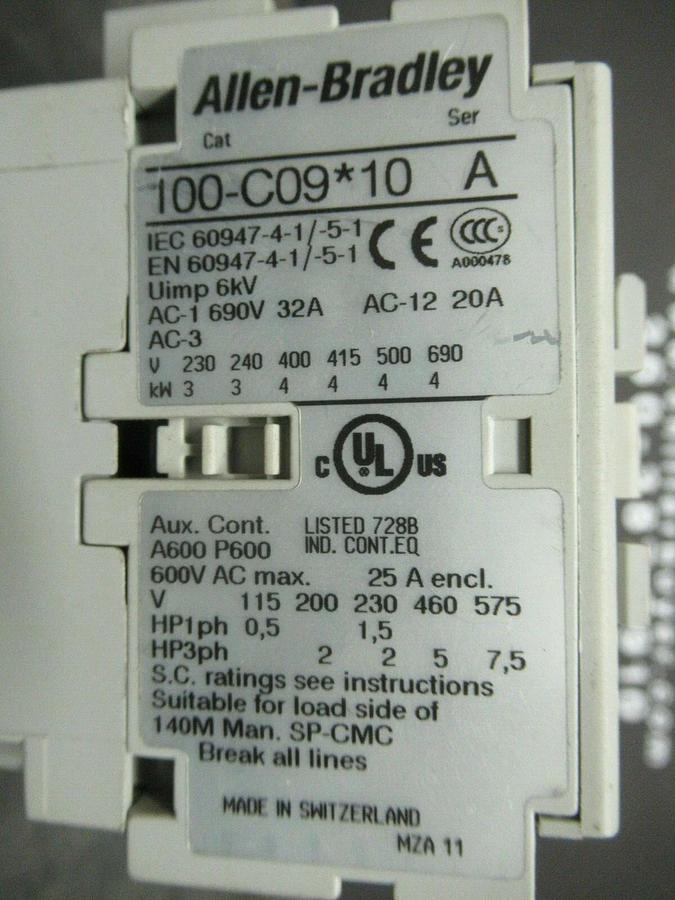 Allen-Bradley
Cat Ser
100-C09*10 A
IEC 60947-4-1/-5-1
EN 60947-4-1/-5-1
CE CCC S
A000478
Uimp 6kV
AC-1 690V 32A AC-12 20A
AC-3
V 230 240 400 415 500 690
kW 3 3 4 4 4 4
C UL ® US
Aux. Cont. LISTED 728B
A600 P600 IND. CONT.EQ
600V AC max. 25 A encl.
V 115 200 230 460 575
HP1ph 0,5 1,5
HP3ph 2 2 5 7,5
S.C. ratings see instructions
Suitable for load side of
140M Man. SP-CMC
Break all lines
MADE IN SWITZERLAND
MZA 11